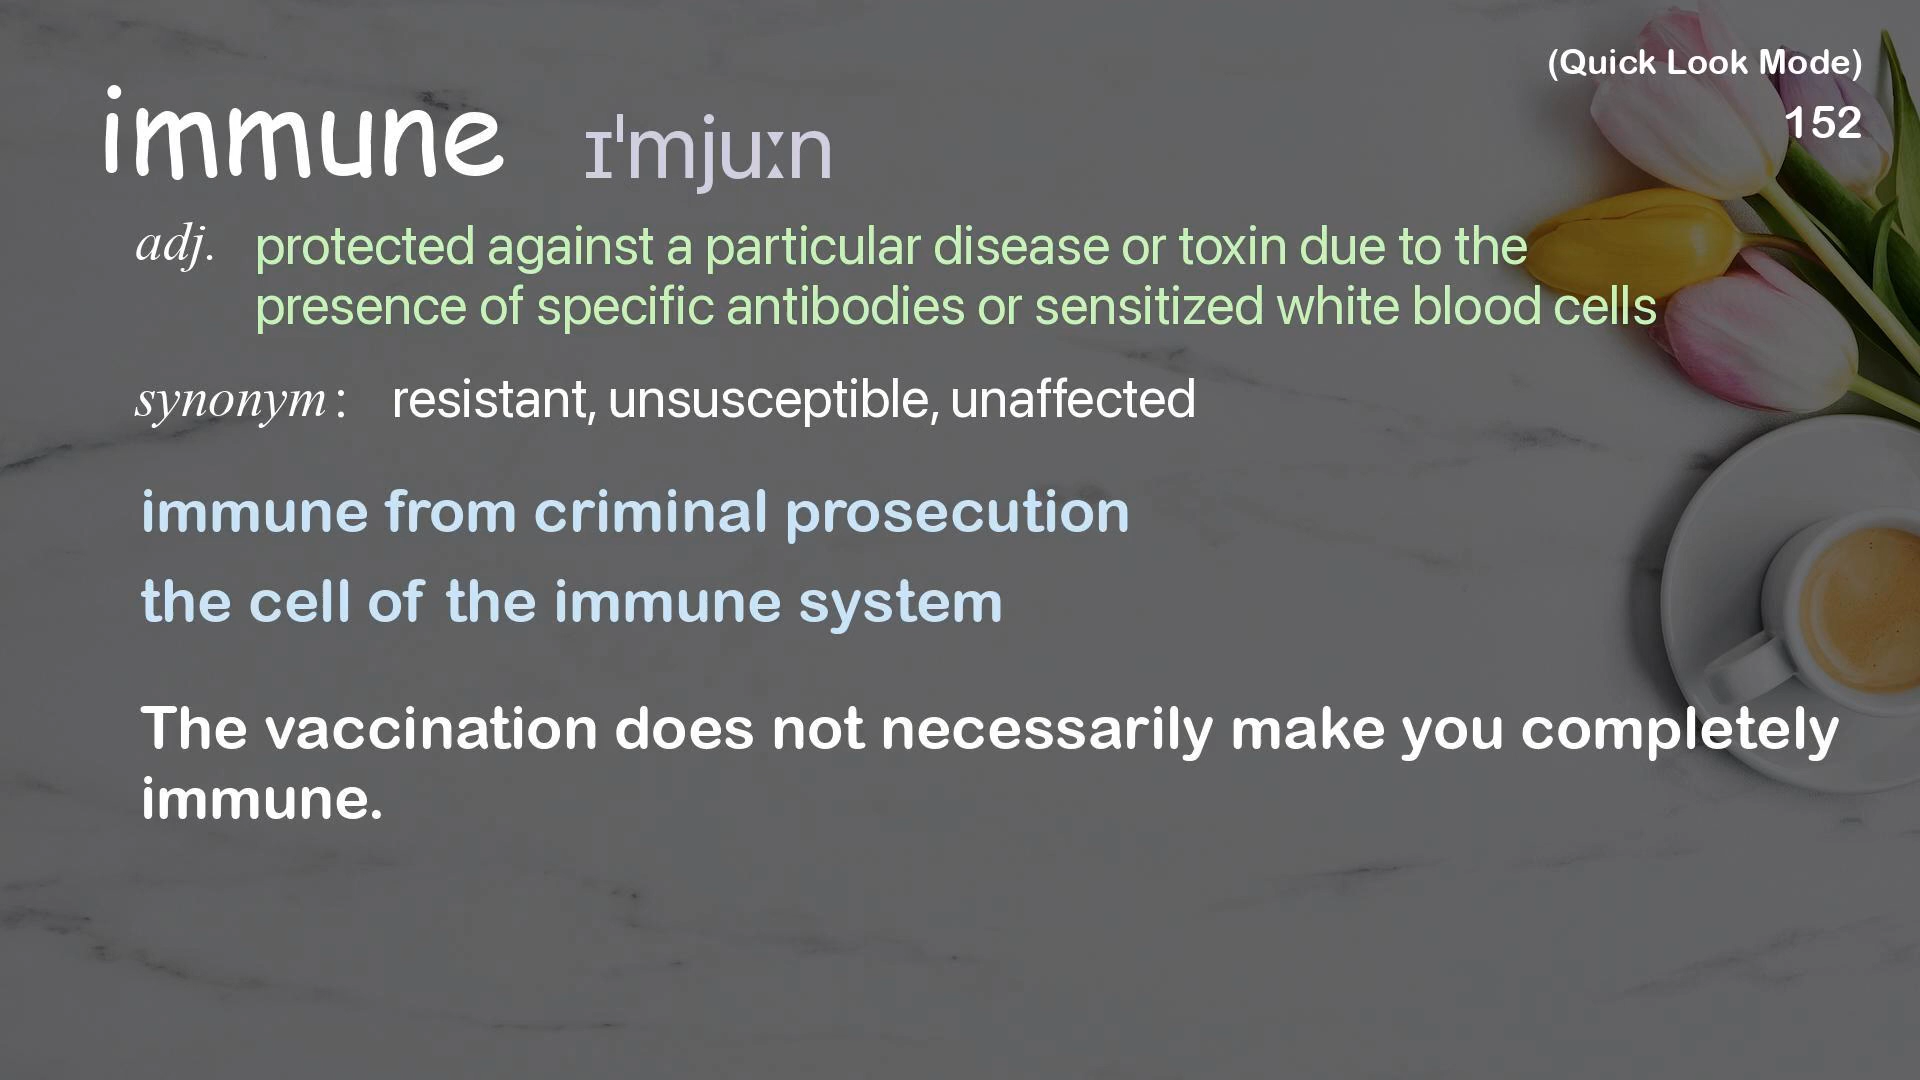 (Quick Look Mode)
152
immune ɪˈmjuːn
adj. protected against a particular disease or toxin due to the
presence of specific antibodies or sensitized white blood cells
synonym : resistant, unsusceptible, unaffected
immune from criminal prosecution
the cell of the immune system
The vaccination does not necessarily make you completely
immune.